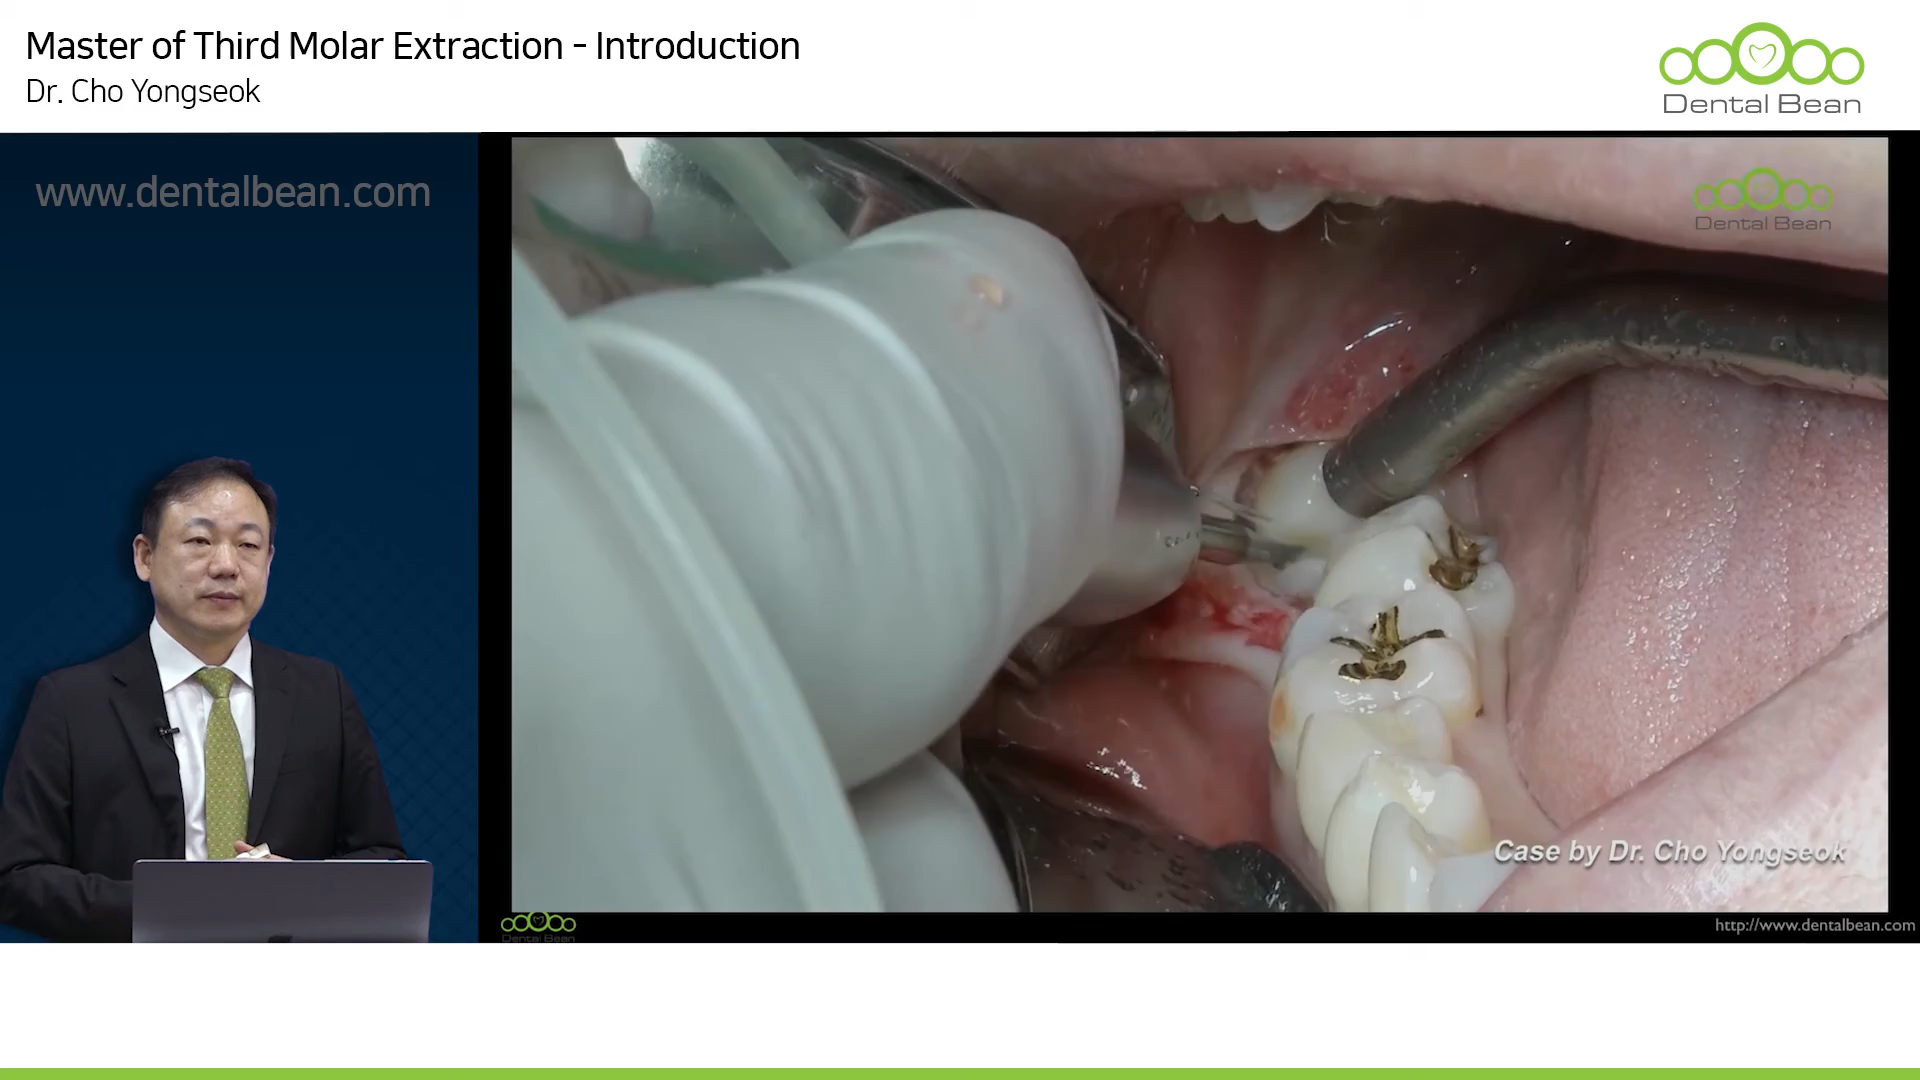 Master of Third Molar Extraction - Introduction
Dr. Cho Yongseok
Dental Bean
www.dentalbean.com
Dental Bean
Case by Dr. Cho Yongseok
Dental Bean
http://www.dentalbean.com